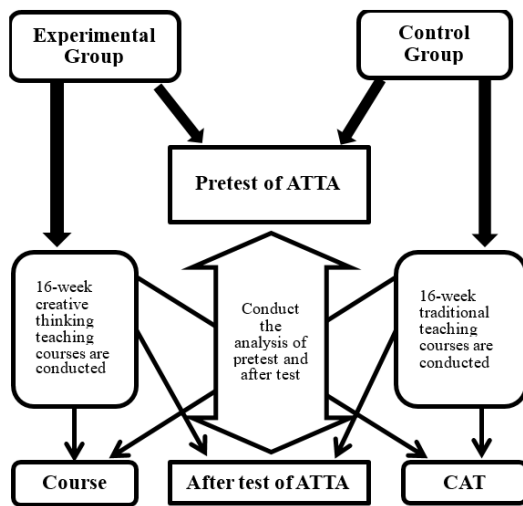 Experimental
Group
Control
Group
Pretest of ATTA
16-week
creative
thinking
teaching
courses are
conducted
Conduct
the
analysis of
pretest and
after test
16-week
traditional
teaching
courses are
conducted
Course
After test of ATTA
CAT